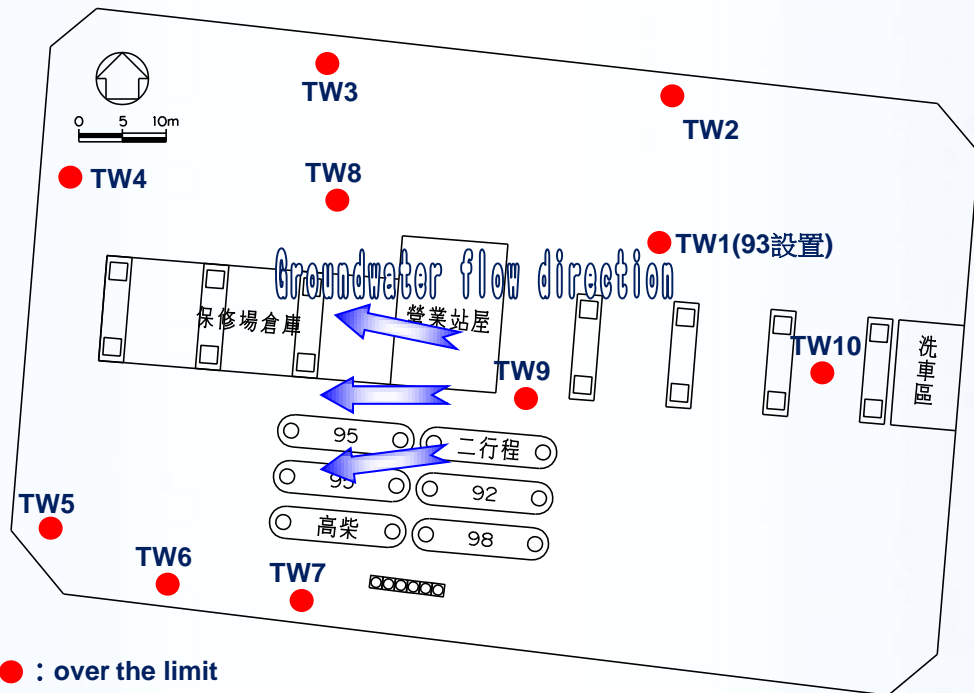 TW3
TW2
0 5 10m
TW4
TW8
TW1(93設置)
Groundwater flow direction
保修場倉庫
營業站屋
洗車區
TW10
TW9
95
二行程
95
92
高柴
98
TW5
TW6
TW7
：over the limit